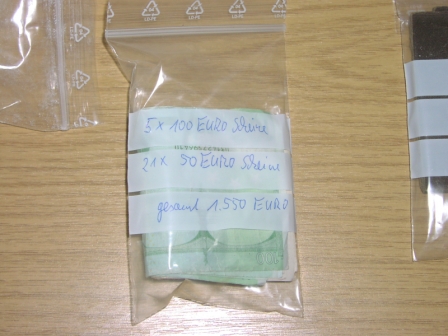 5 x 100 EURO Scheine
21 x 50 EURO Scheine
gesamt 1.550 EURO